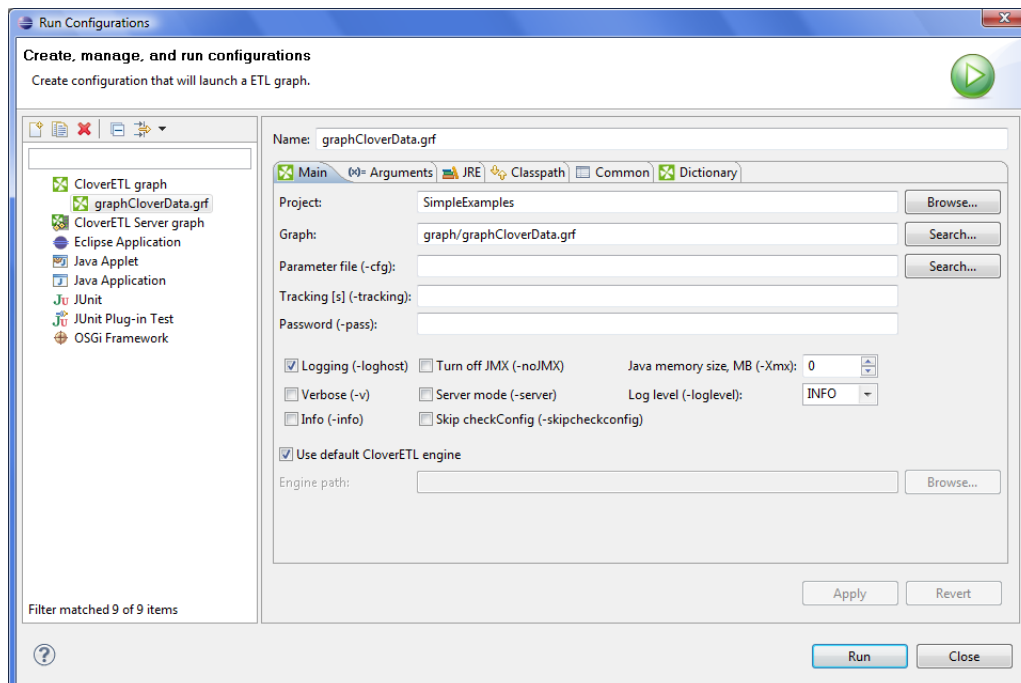 Run Configurations
Create, manage, and run configurations
Create configuration that will launch a ETL graph.
CloverETL graph
graphCloverData.grf
CloverETL Server graph
Eclipse Application
Java Applet
Java Application
JUnit
JUnit Plug-in Test
OSGi Framework
Filter matched 9 of 9 items
Name: graphCloverData.grf
Main (x)= Arguments JRE Classpath Common Dictionary
Project: SimpleExamples Browse...
Graph: graph/graphCloverData.grf Search...
Parameter file (-cfg): Search...
Tracking [s] (-tracking):
Password (-pass):
Logging (-loghost) Turn off JMX (-noJMX) Java memory size, MB (-Xmx): 0
Verbose (-v) Server mode (-server) Log level (-loglevel): INFO
Info (-info) Skip checkConfig (-skipcheckconfig)
Use default CloverETL engine
Engine path: Browse...
Apply Revert
Run Close